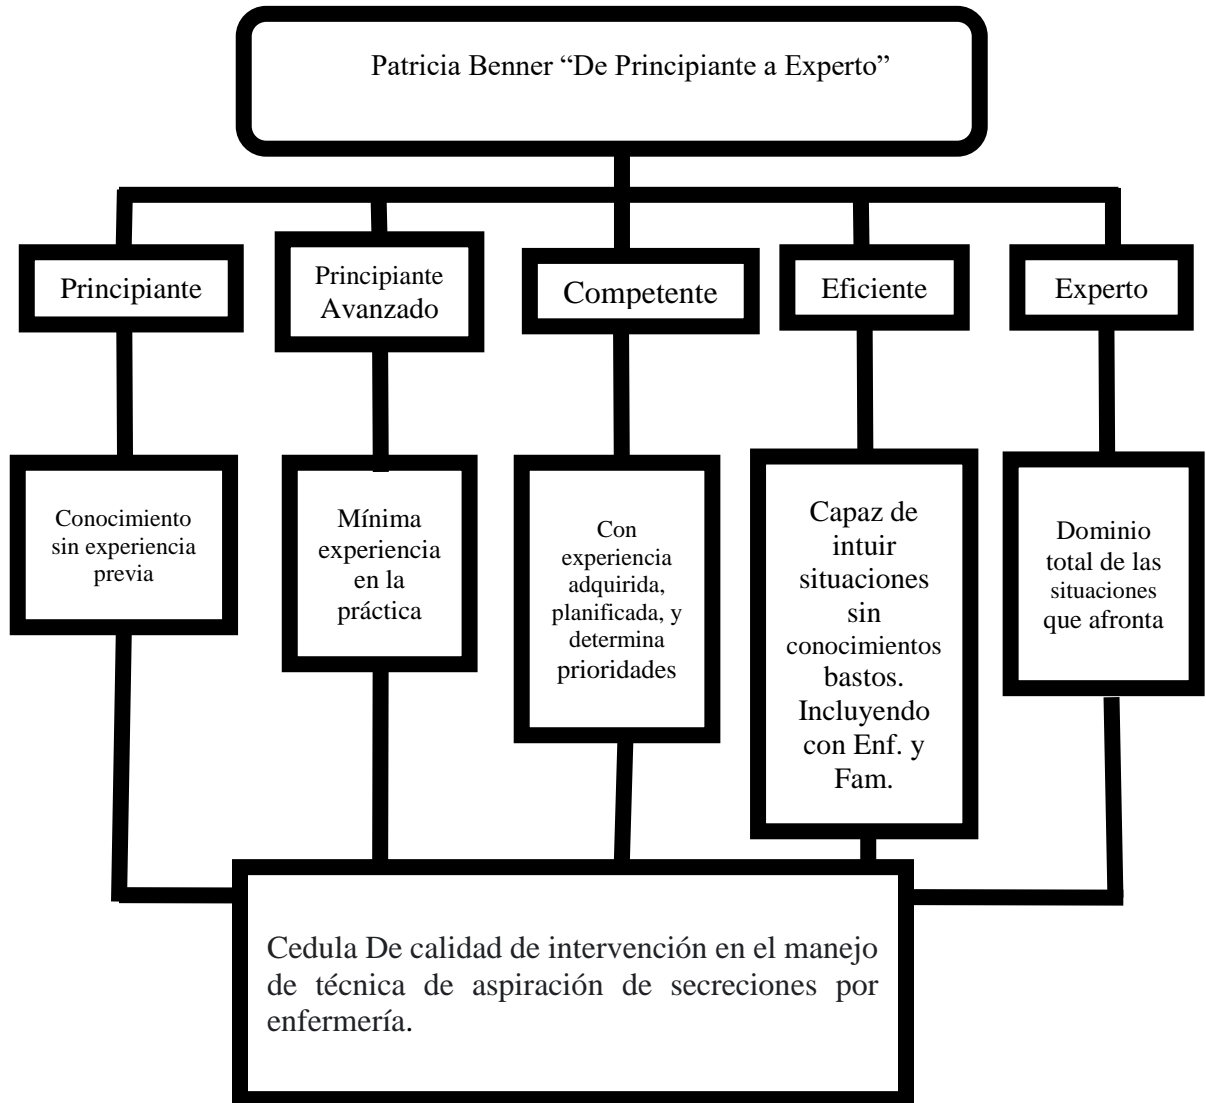 Patricia Benner “De Principiante a Experto”
Principiante
Principiante
Avanzado
Competente
Eficiente
Experto
Conocimiento
sin experiencia
previa
Mínima
experiencia
en la
práctica
Con
experiencia
adquirida,
planificada, y
determina
prioridades
Capaz de
intuir
situaciones
sin
conocimientos
bastos.
Incluyendo
con Enf. y
Fam.
Dominio
total de las
situaciones
que afronta
Cedula De calidad de intervención en el manejo
de técnica de aspiración de secreciones por
enfermería.